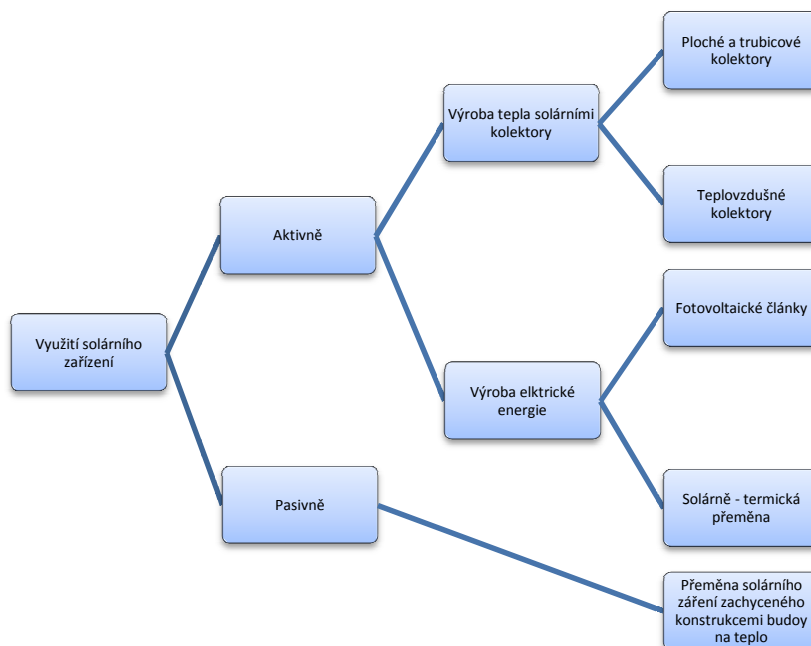 Ploché a trubicové
kolektory
Výroba tepla solárními
kolektory
Teplovzdušné
kolektory
Aktivně
Fotovoltaické články
Využití solárního
zařízení
Výroba elktrické
energie
Pasivně
Solárně - termická
přeměna
Přeměna solárního
záření zachyceného
konstrukcemi budoy
na teplo